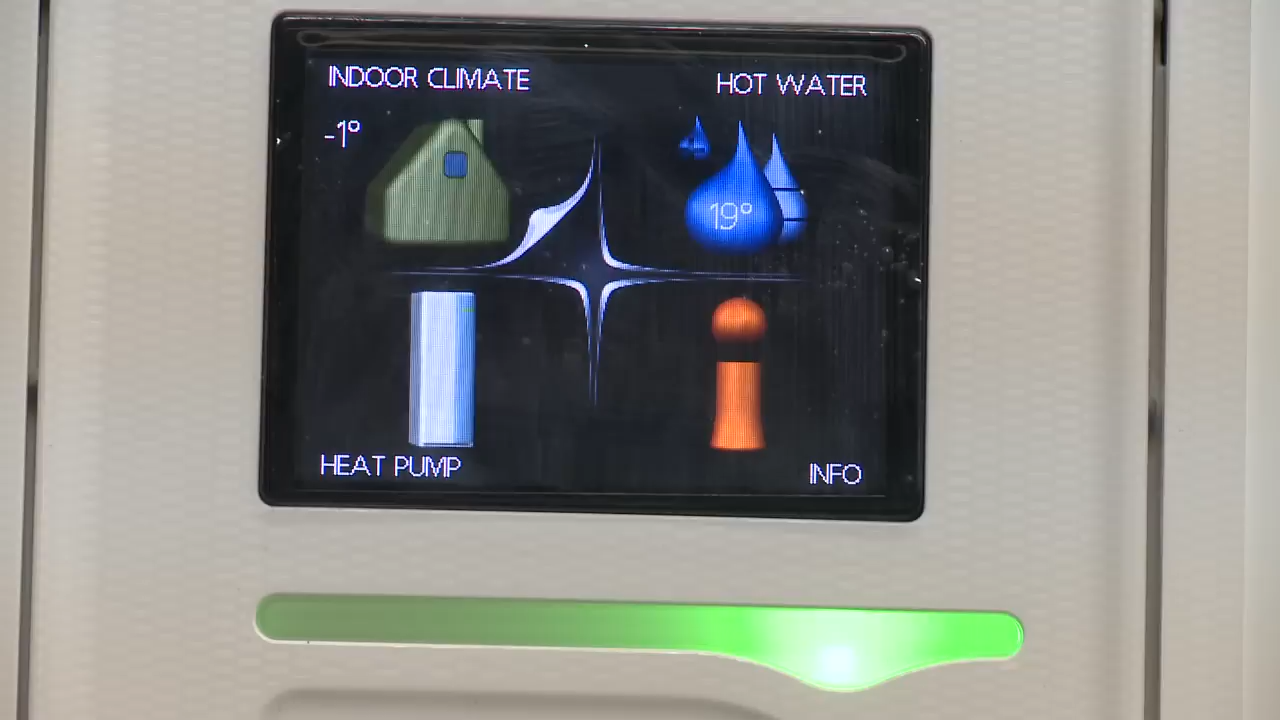 INDOOR CLIMATE
HOT WATER
-1°
19°
HEAT PUMP
INFO